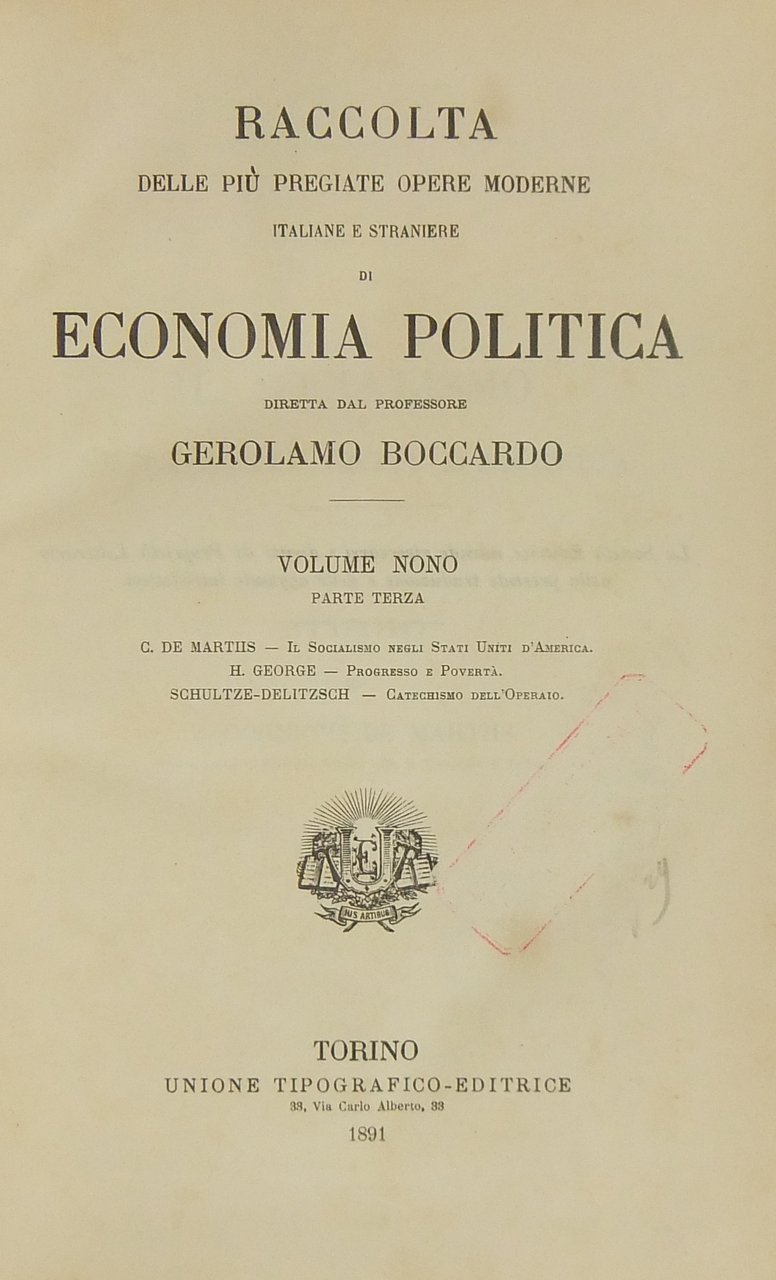 RACCOLTA
DELLE PIÙ PREGIATE OPERE MODERNE
ITALIANE E STRANIERE
DI
ECONOMIA POLITICA
DIRETTA DAL PROFESSORE
GEROLAMO BOCCARDO
VOLUME NONO
PARTE TERZA
C. DE MARTIIS — Il Socialismo negli Stati Uniti d'America.
H. GEORGE — Progresso e Povertà.
SCHULTZE-DELITZSCH — Catechismo dell'Operaio.
JUS ARTIBUS
TORINO
UNIONE TIPOGRAFICO-EDITRICE
33, Via Carlo Alberto, 33
1891